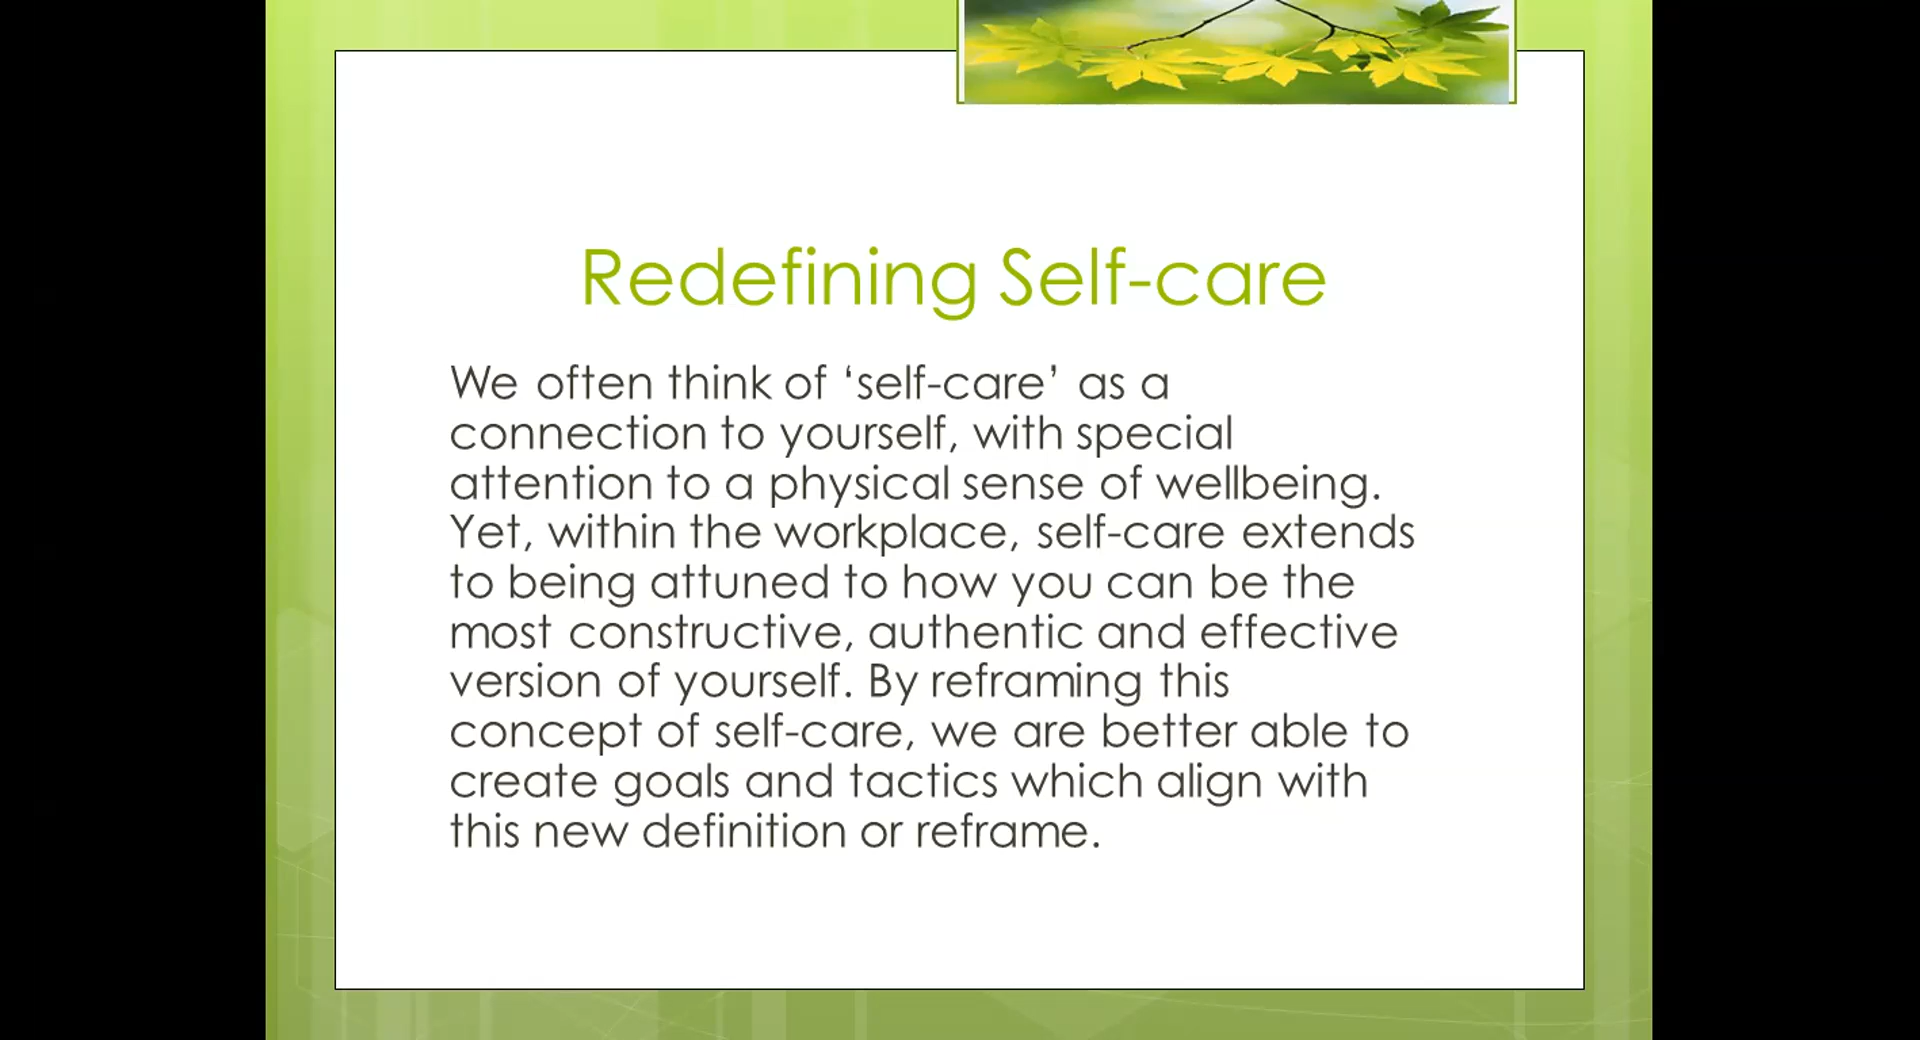 Redefining Self-care
We often think of ‘self-care’ as a
connection to yourself, with special
attention to a physical sense of wellbeing.
Yet, within the workplace, self-care extends
to being attuned to how you can be the
most constructive, authentic and effective
version of yourself. By reframing this
concept of self-care, we are better able to
create goals and tactics which align with
this new definition or reframe.